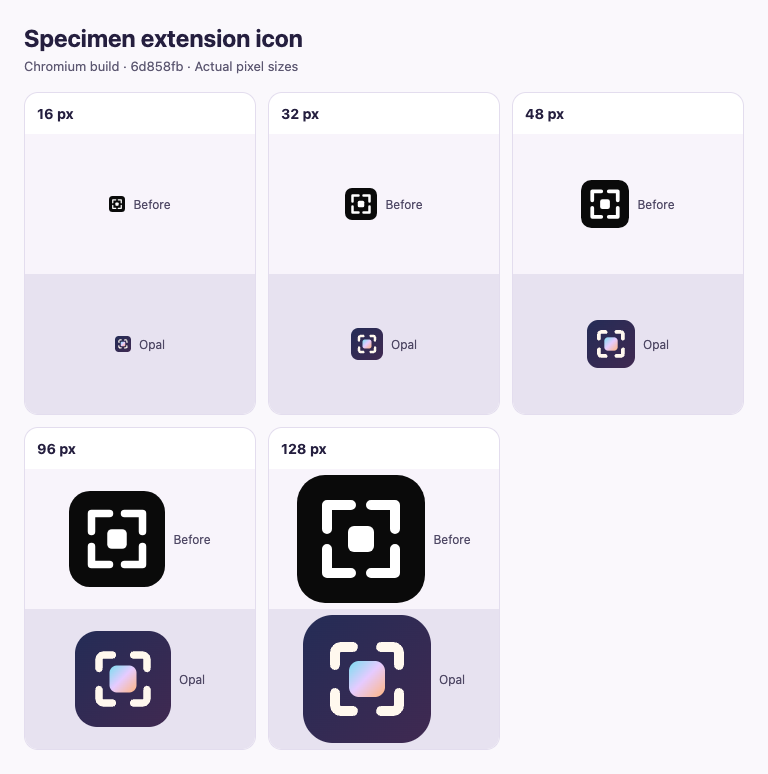 Specimen extension icon
Chromium build · 6d858fb · Actual pixel sizes
16 px
32 px
48 px
Before
Before
Before
Opal
Opal
Opal
96 px
128 px
Before
Before
Opal
Opal